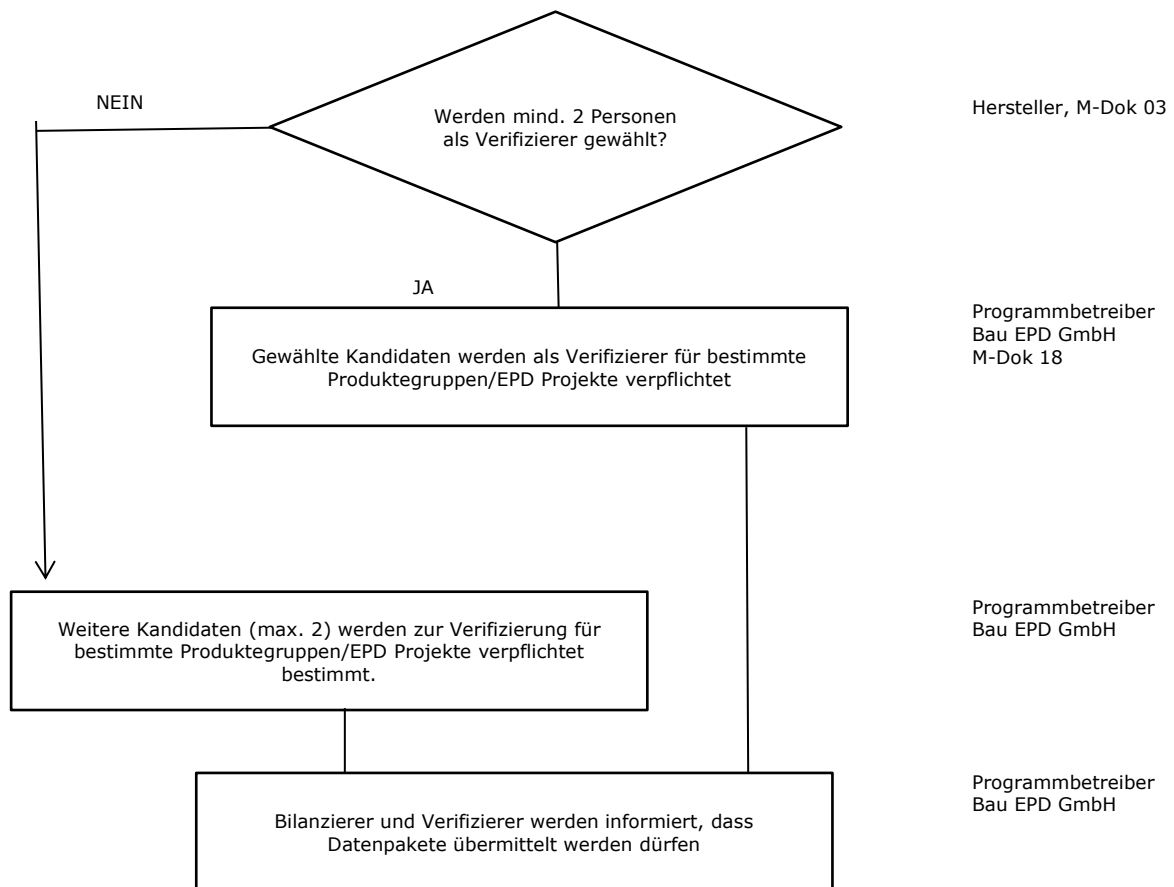 NEIN
Werden mind. 2 Personen
als Verifizierer gewählt?
Hersteller, M-Dok 03
JA
Gewählte Kandidaten werden als Verifizierer für bestimmte
Produktegruppen/EPD Projekte verpflichtet
Programmbetreiber
Bau EPD GmbH
M-Dok 18
Weitere Kandidaten (max. 2) werden zur Verifizierung für
bestimmte Produktegruppen/EPD Projekte verpflichtet
bestimmt.
Programmbetreiber
Bau EPD GmbH
Bilanzierer und Verifizierer werden informiert, dass
Datenpakete übermittelt werden dürfen
Programmbetreiber
Bau EPD GmbH